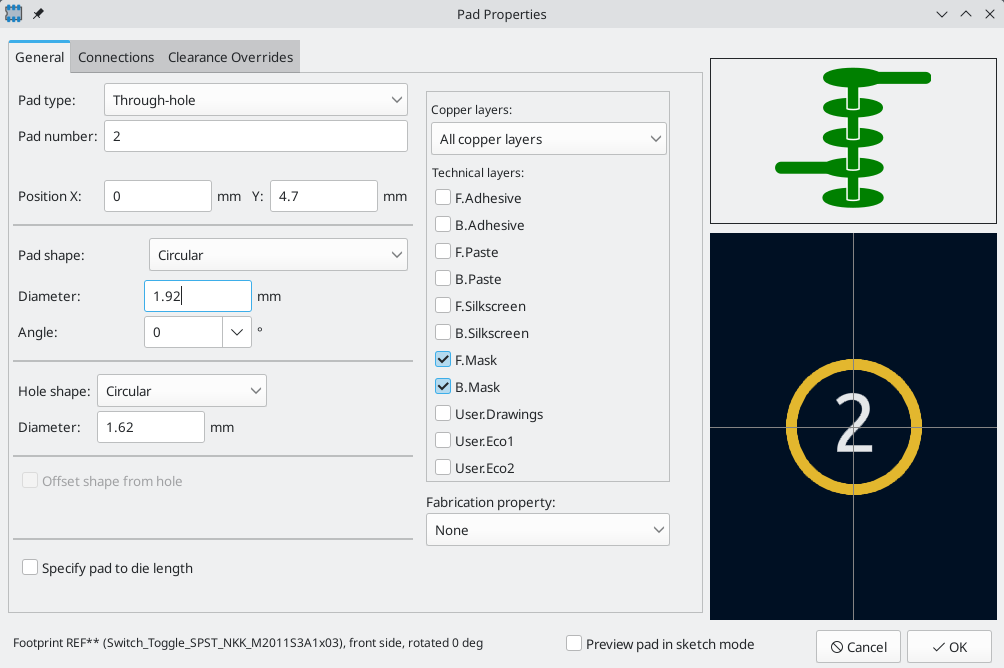 Pad Properties
General Connections Clearance Overrides
Pad type: Through-hole
Pad number: 2
Position X: 0 mm Y: 4.7 mm
Pad shape: Circular
Diameter: 1.92 mm
Angle: 0 °
Hole shape: Circular
Diameter: 1.62 mm
Offset shape from hole
Specify pad to die length
Copper layers:
All copper layers
Technical layers:
F.Adhesive
B.Adhesive
F.Paste
B.Paste
F.Silkscreen
B.Silkscreen
F.Mask
B.Mask
User.Drawings
User.Eco1
User.Eco2
Fabrication property:
None
2
Footprint REF** (Switch_Toggle_SPST_NKK_M2011S3A1x03), front side, rotated 0 deg
Preview pad in sketch mode
Cancel OK